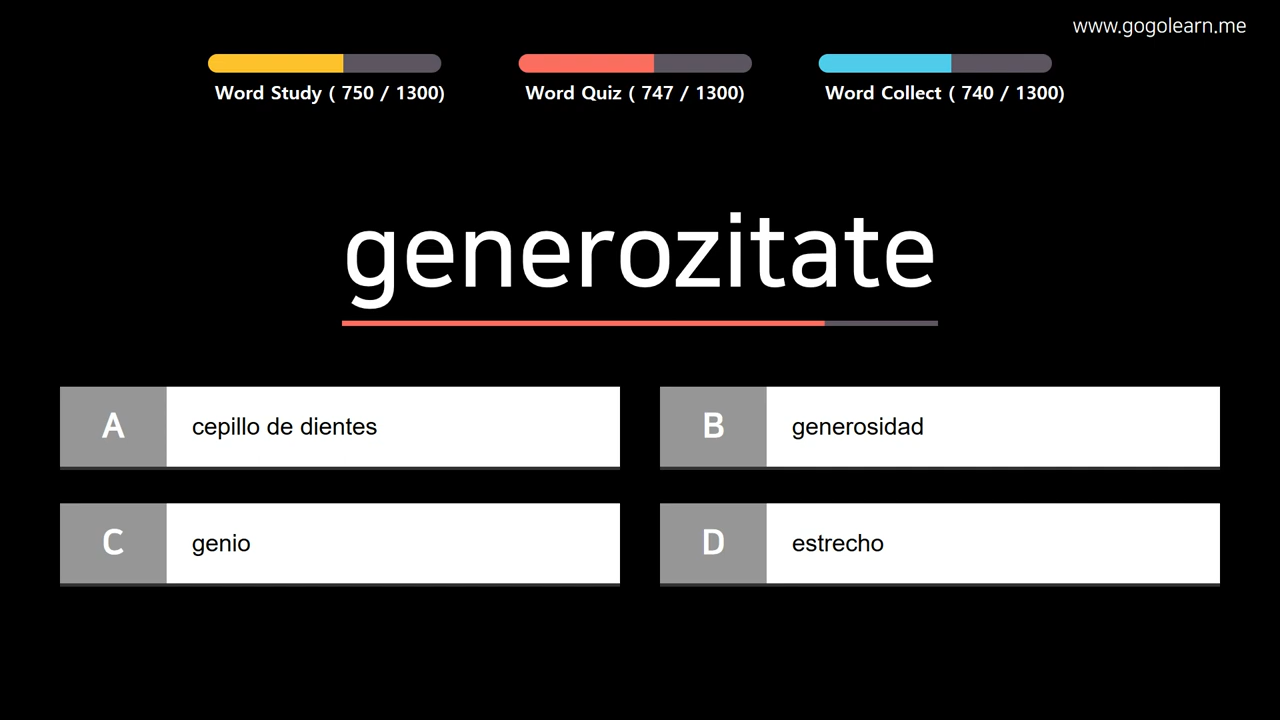 www.gogolearn.me
Word Study ( 750 / 1300)
Word Quiz ( 747 / 1300)
Word Collect ( 740 / 1300)
generozitate
A
cepillo de dientes
B
generosidad
C
genio
D
estrecho